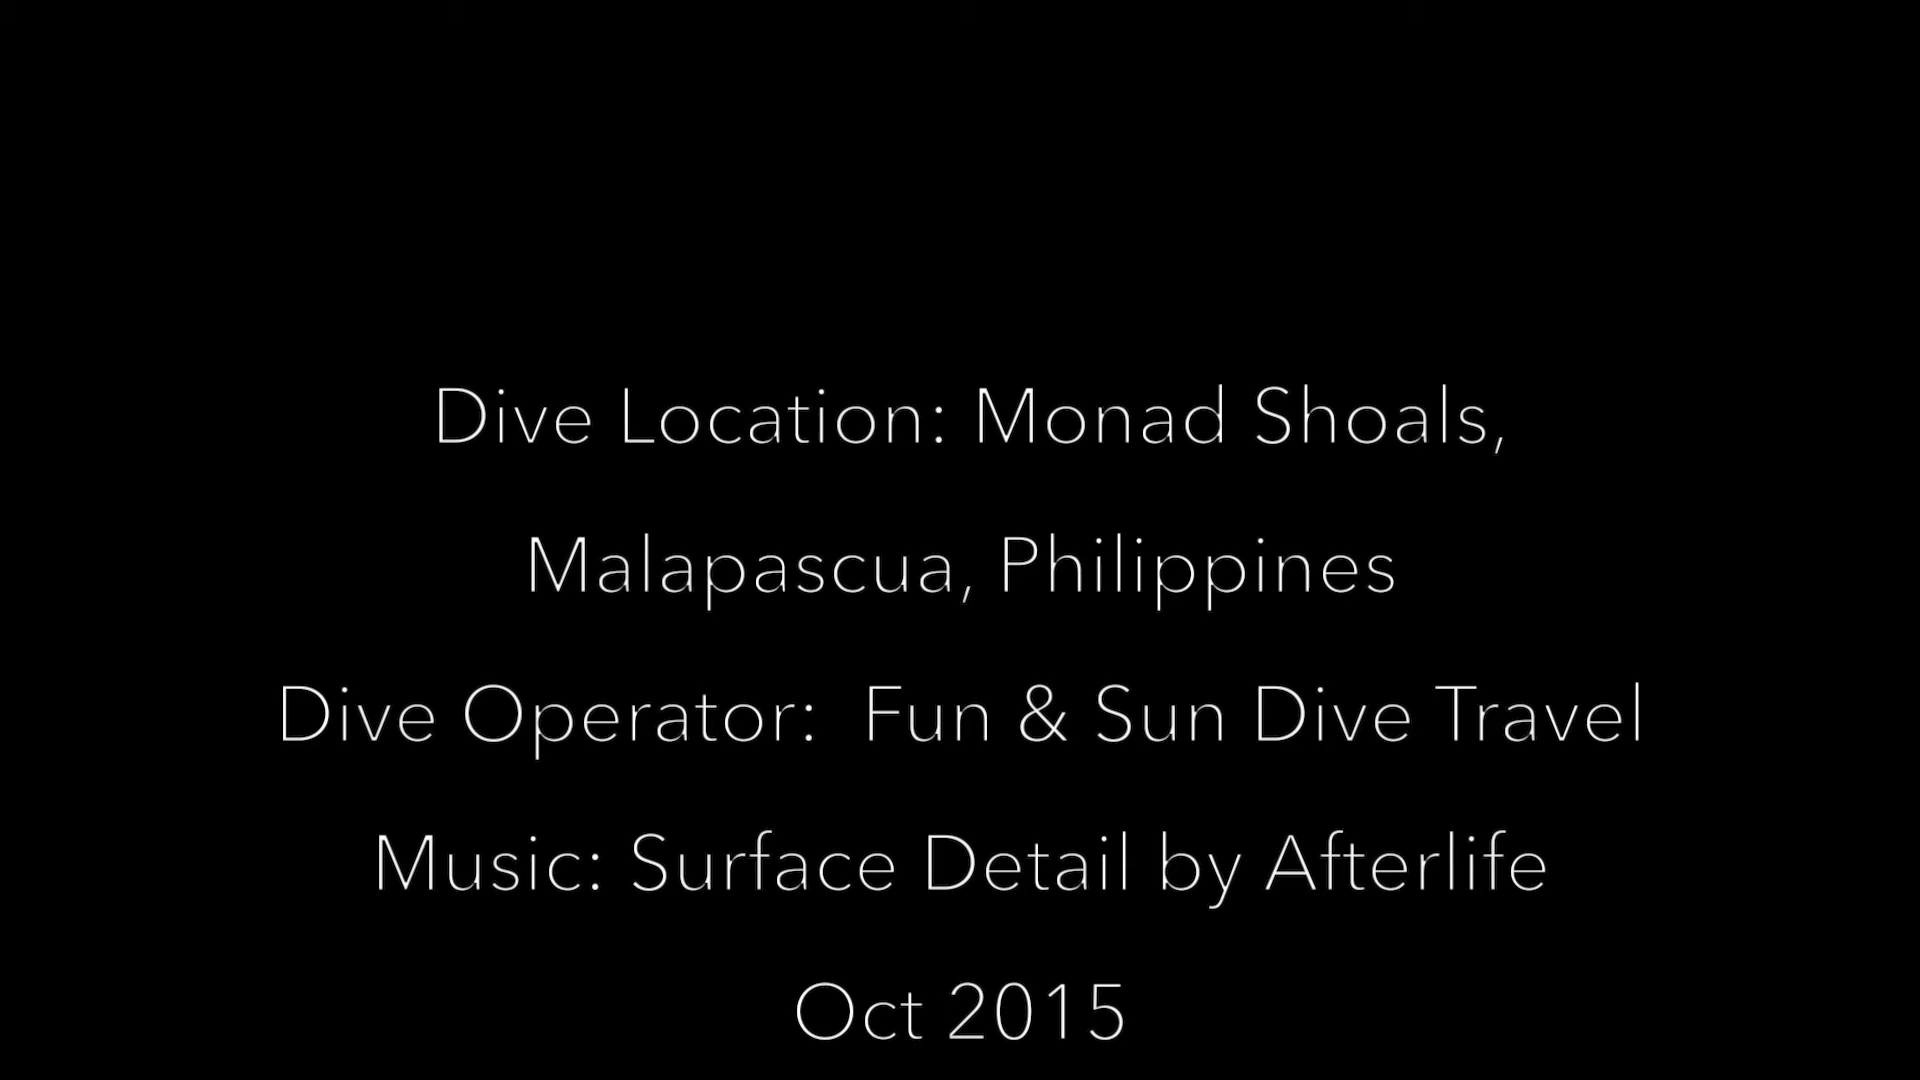 Dive Location: Monad Shoals,
Malapascua, Philippines
Dive Operator:  Fun & Sun Dive Travel
Music: Surface Detail by Afterlife
Oct 2015